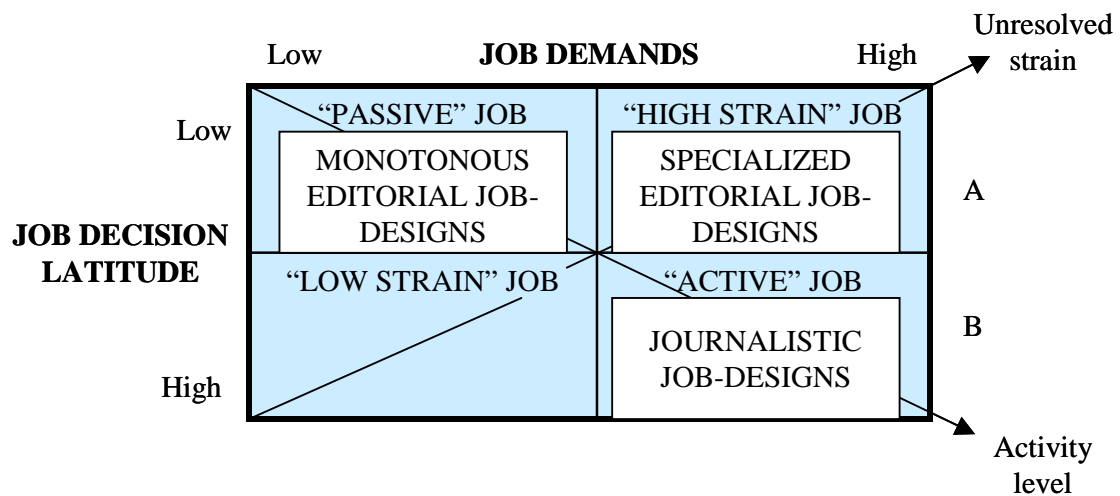 Unresolved
strain
Low JOB DEMANDS High
“PASSIVE” JOB “HIGH STRAIN” JOB
Low
MONOTONOUS
EDITORIAL JOB-
DESIGNS
SPECIALIZED
EDITORIAL JOB-
DESIGNS
A
JOB DECISION
LATITUDE
“LOW STRAIN” JOB “ACTIVE” JOB
B
JOURNALISTIC
JOB-DESIGNS
High
Activity
level